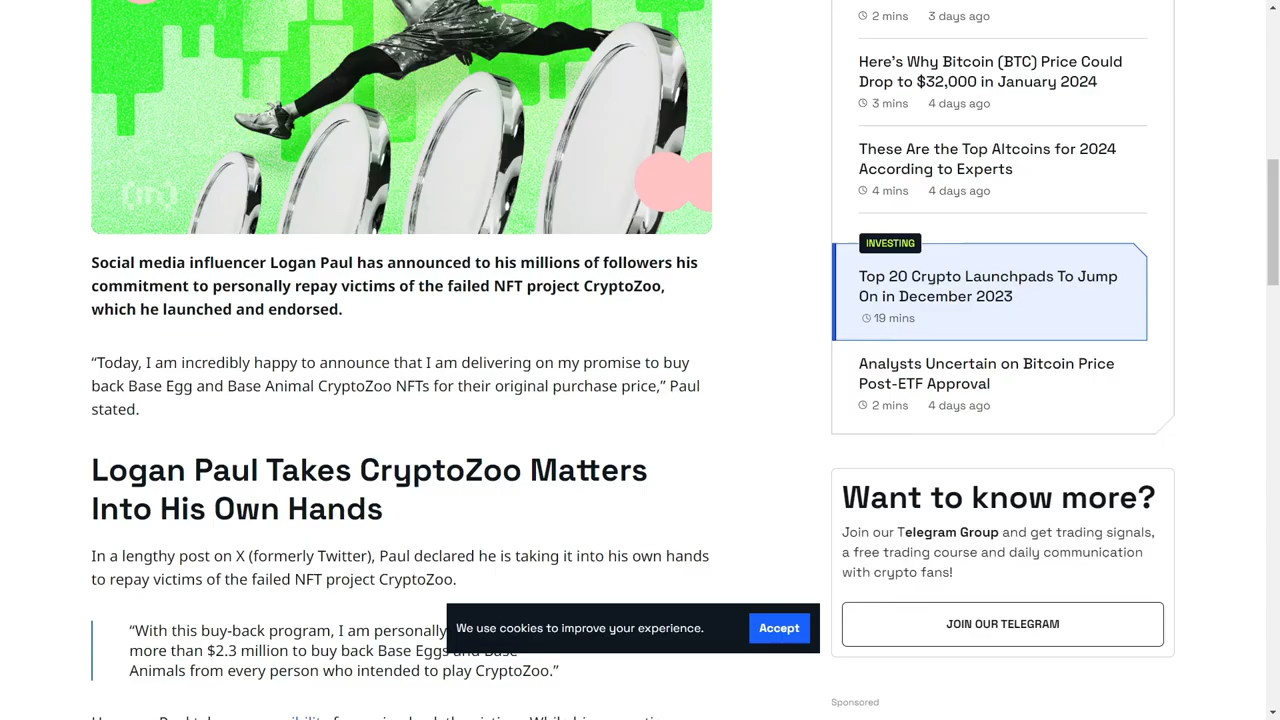 Social media influencer Logan Paul has announced to his millions of followers his
commitment to personally repay victims of the failed NFT project CryptoZoo,
which he launched and endorsed.
“Today, I am incredibly happy to announce that I am delivering on my promise to buy
back Base Egg and Base Animal CryptoZoo NFTs for their original purchase price,” Paul
stated.
Logan Paul Takes CryptoZoo Matters
Into His Own Hands
In a lengthy post on X (formerly Twitter), Paul declared he is taking it into his own hands
to repay victims of the failed NFT project CryptoZoo.
“With this buy-back program, I am personally
more than $2.3 million to buy back Base Eggs and Base
Animals from every person who intended to play CryptoZoo.”
We use cookies to improve your experience.
Accept
2 mins 3 days ago
Here’s Why Bitcoin (BTC) Price Could
Drop to $32,000 in January 2024
3 mins 4 days ago
These Are the Top Altcoins for 2024
According to Experts
4 mins 4 days ago
INVESTING
Top 20 Crypto Launchpads To Jump
On in December 2023
19 mins
Analysts Uncertain on Bitcoin Price
Post-ETF Approval
2 mins 4 days ago
Want to know more?
Join our Telegram Group and get trading signals,
a free trading course and daily communication
with crypto fans!
JOIN OUR TELEGRAM
Sponsored